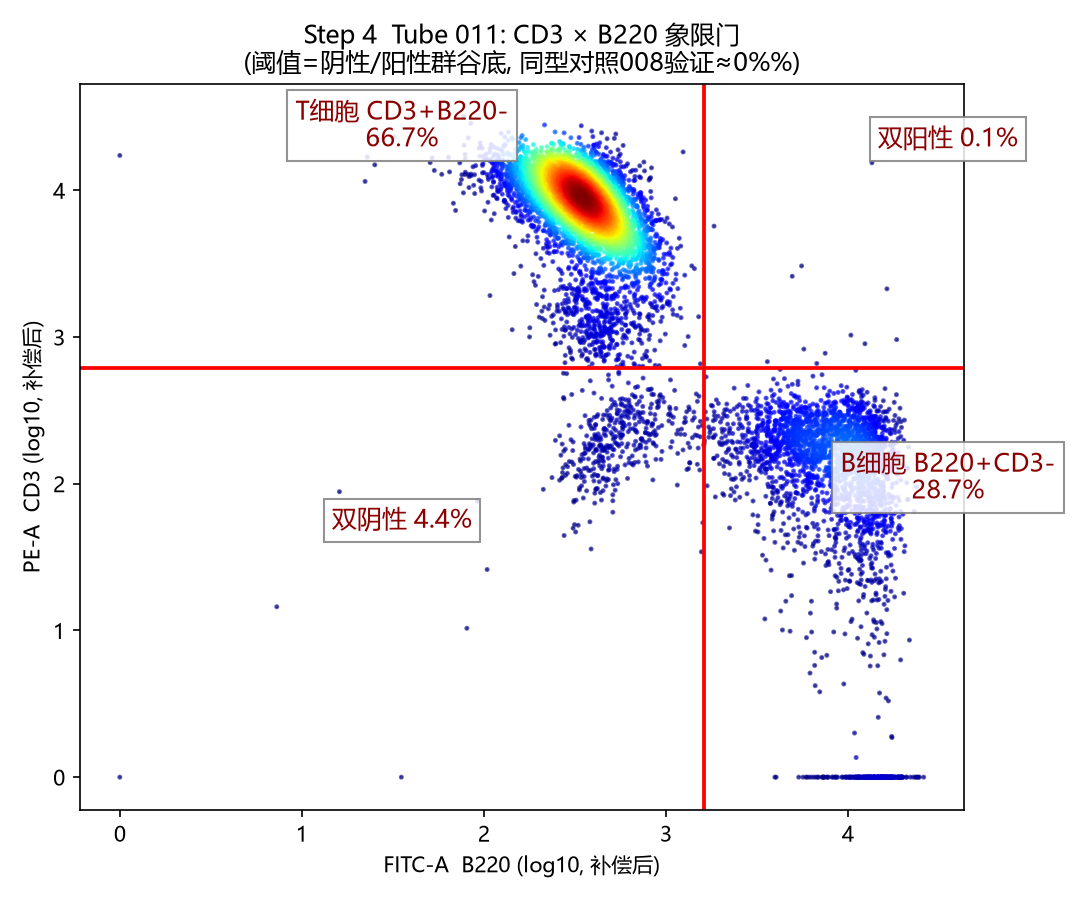 Step 4  Tube 011: CD3 × B220 象限门
(阈值=阴性/阳性群谷底, 同型对照008验证≈0%%)
T细胞 CD3+B220-
66.7%
双阳性 0.1%
B细胞 B220+CD3-
28.7%
双阴性 4.4%
PE-A  CD3 (log10, 补偿后)
4
3
2
1
0
0
1
2
3
4
FITC-A  B220 (log10, 补偿后)